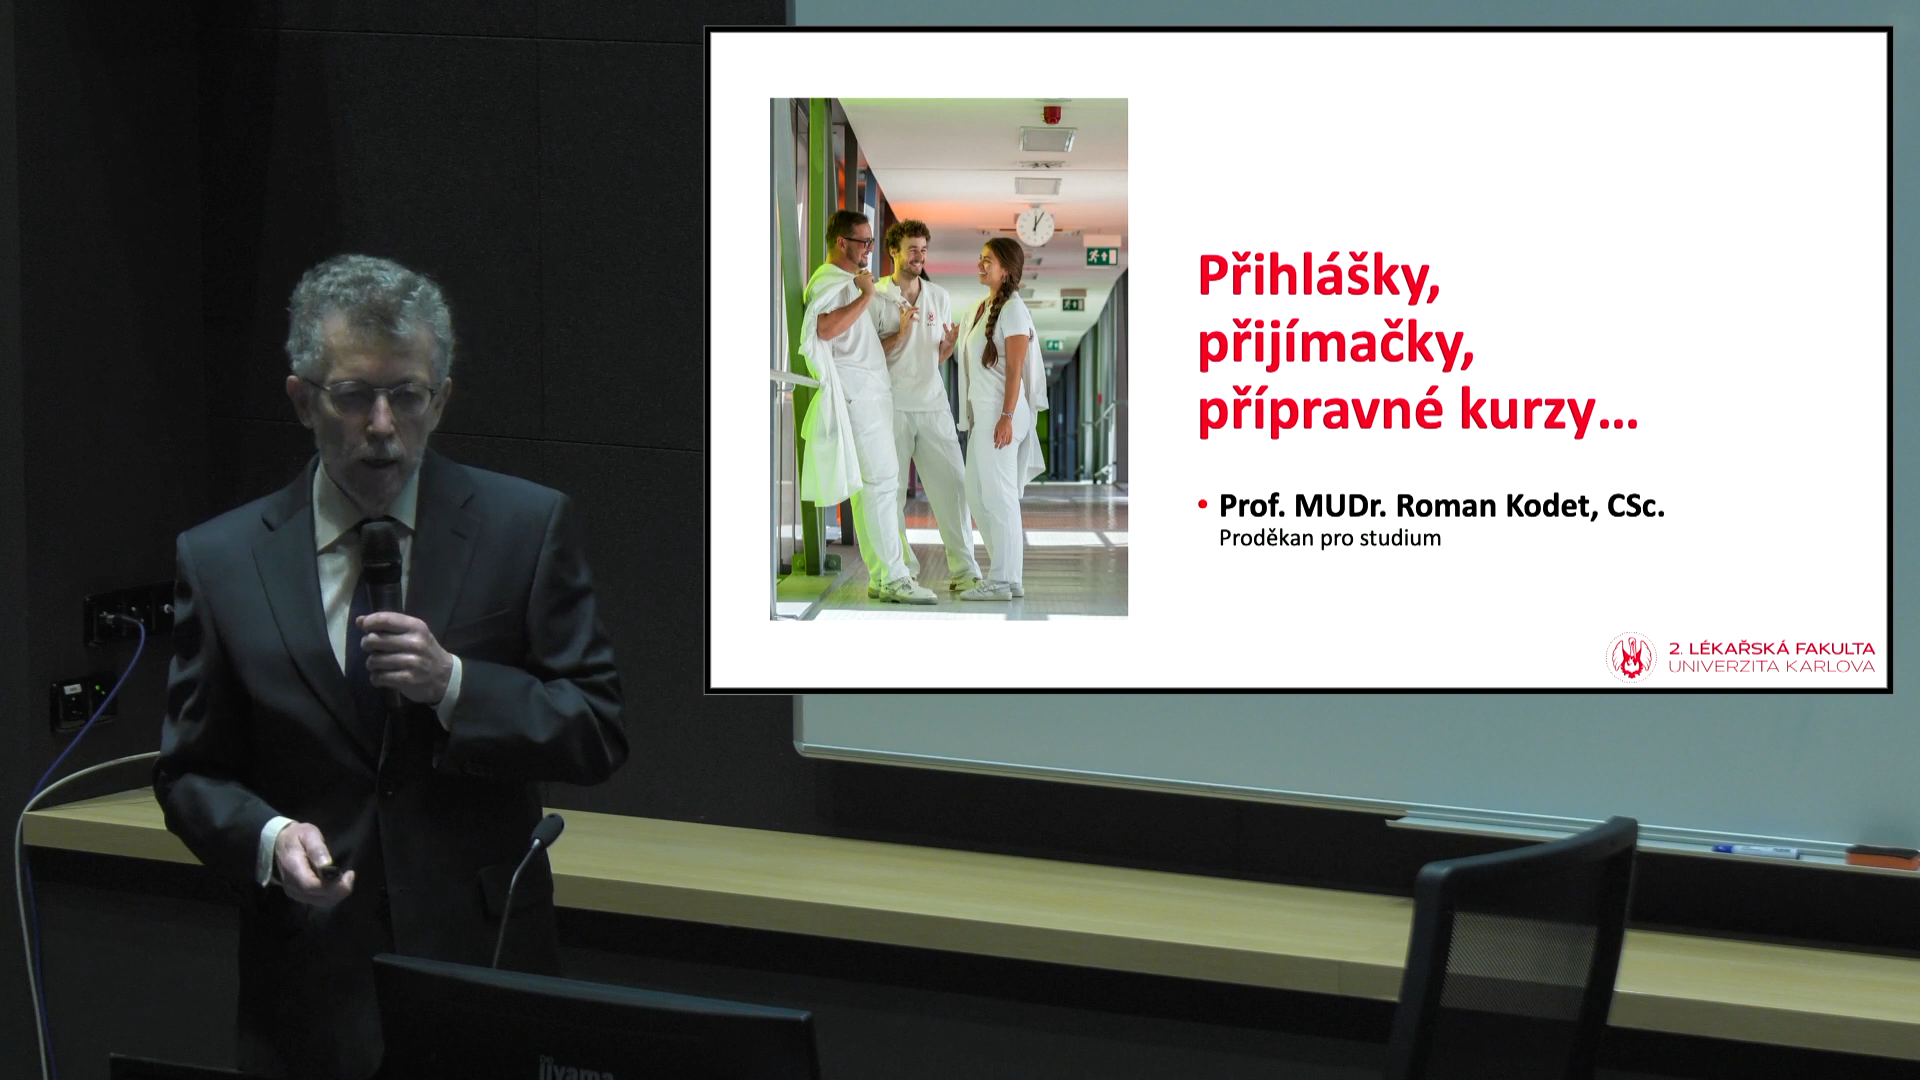 Přihlášky,
přijímačky,
přípravné kurzy...
• Prof. MUDr. Roman Kodet, CSc.
Proděkan pro studium
2. LÉKAŘSKÁ FAKULTA
UNIVERZITA KARLOVA
iiyama